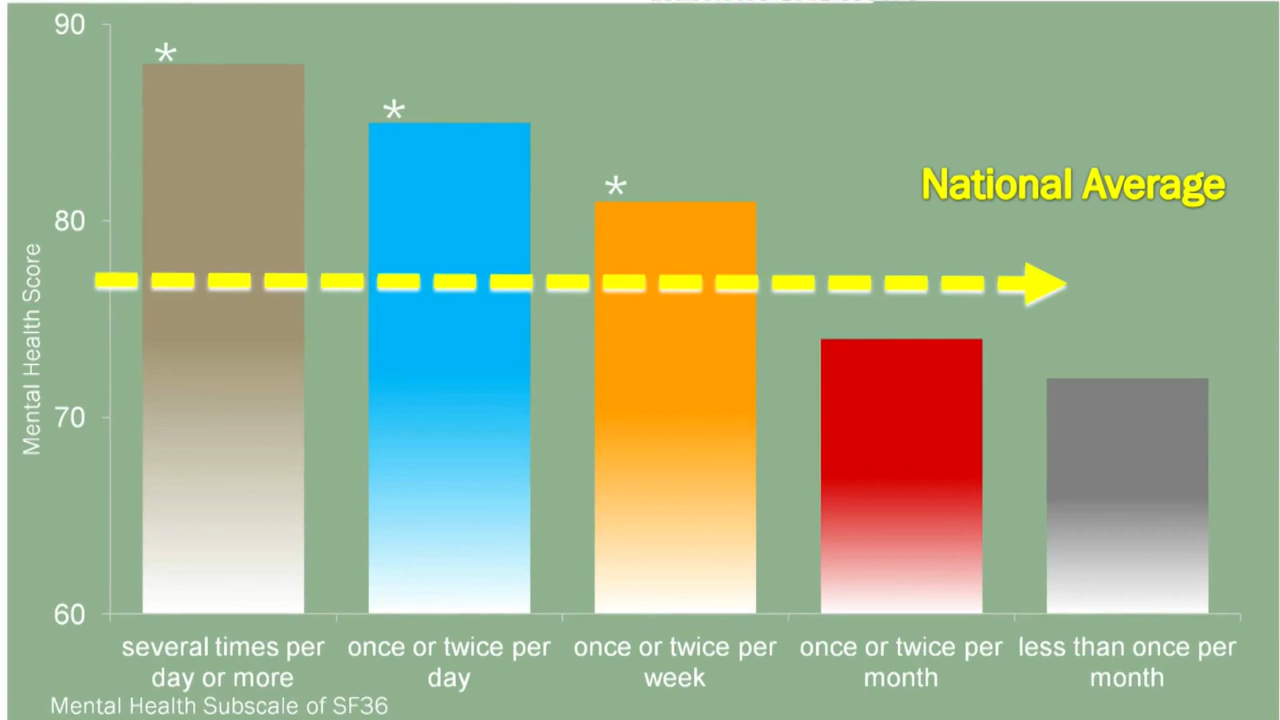 90
80
70
60
Mental Health Score
*
*
*
National Average
several times per
day or more
once or twice per
day
once or twice per
week
once or twice per
month
less than once per
month
Mental Health Subscale of SF36